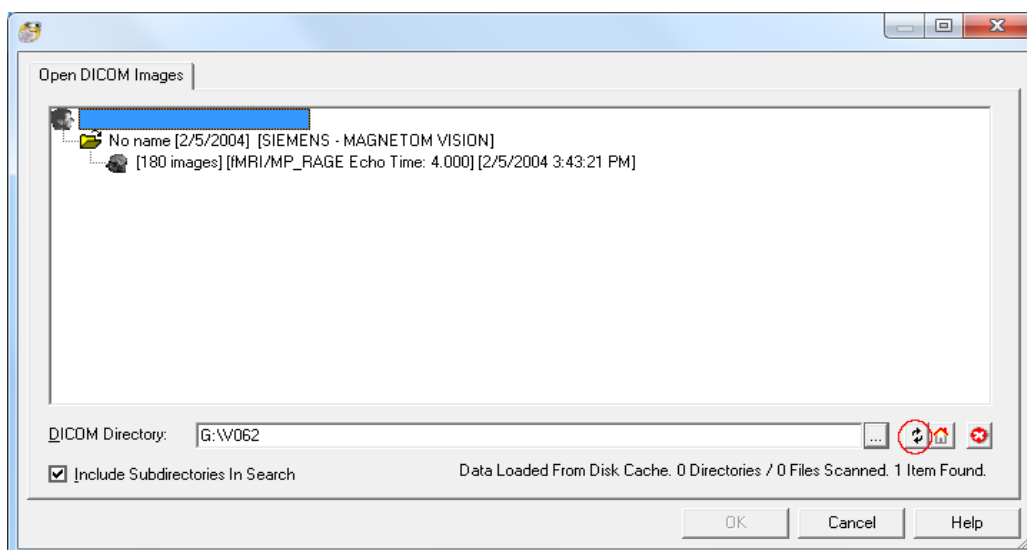 Open DICOM Images
No name [2/5/2004] [SIEMENS - MAGNETOM VISION]
[180 images] [fMRI/MP_RAGE Echo Time: 4.000] [2/5/2004 3:43:21 PM]
DICOM Directory: G:\V062 ...
Include Subdirectories In Search Data Loaded From Disk Cache. 0 Directories / 0 Files Scanned. 1 Item Found.
OK Cancel Help